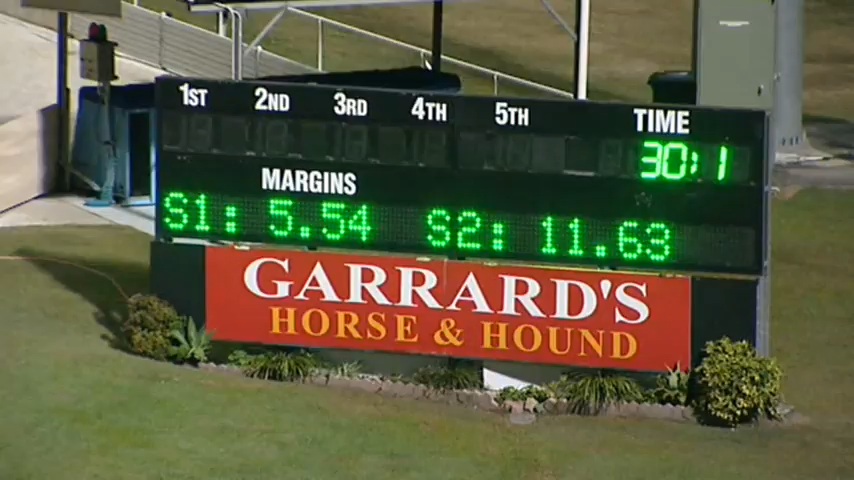 1ST 2ND 3RD 4TH 5TH TIME
30:1
MARGINS
S1: 5.54 S2: 11.63
GARRARD'S
HORSE & HOUND